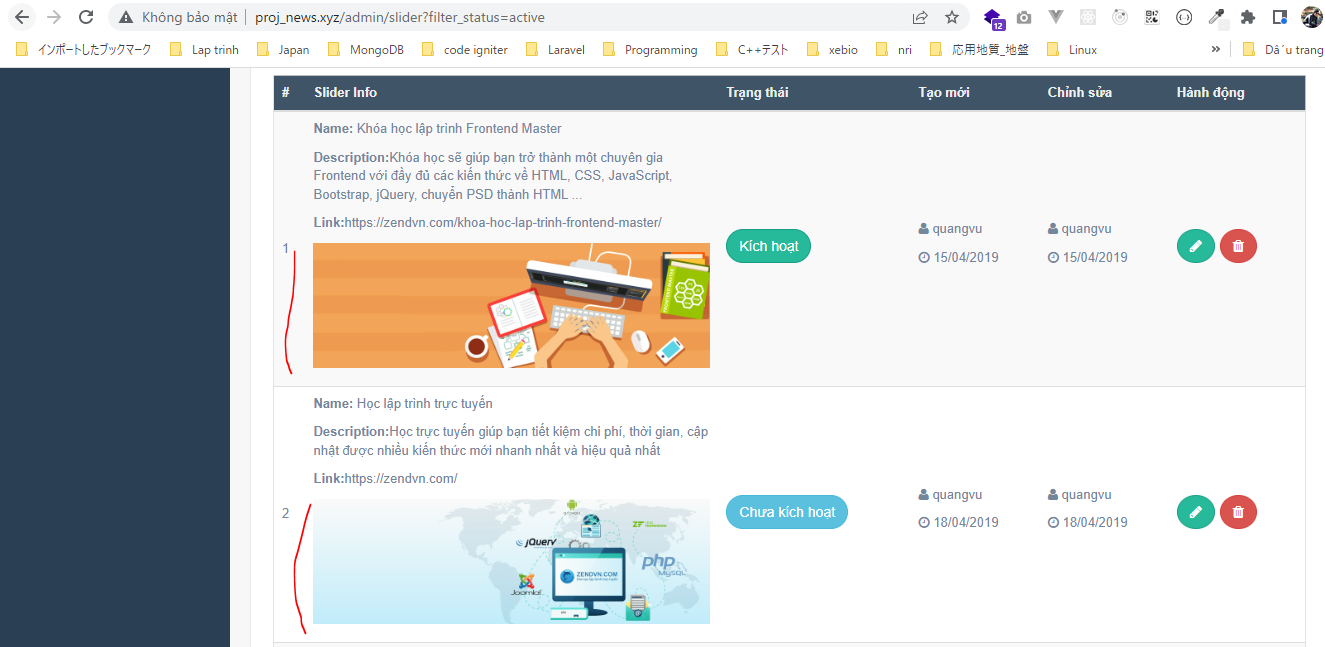 Không bảo mật | proj_news.xyz/admin/slider?filter_status=active
12
インポートしたブックマーク Lap trinh Japan MongoDB code igniter Laravel Programming C++テスト xebio nri 応用地質_地盤 Linux » Dấu trang
# Slider Info Trạng thái Tạo mới Chỉnh sửa Hành động
Name: Khóa học lập trình Frontend Master
Description:Khóa học sẽ giúp bạn trở thành một chuyên gia
Frontend với đầy đủ các kiến thức về HTML, CSS, JavaScript,
Bootstrap, jQuery, chuyển PSD thành HTML ...
Link:https://zendvn.com/khoa-hoc-lap-trinh-frontend-master/
1
Kích hoạt
quangvu
15/04/2019
quangvu
15/04/2019
Name: Học lập trình trực tuyến
Description:Học trực tuyến giúp bạn tiết kiệm chi phí, thời gian, cập
nhật được nhiều kiến thức mới nhanh nhất và hiệu quả nhất
Link:https://zendvn.com/
2
jQuery
ZF
ZENDVN.COM
php
MySQL
Joomla!
Chưa kích hoạt
quangvu
18/04/2019
quangvu
18/04/2019